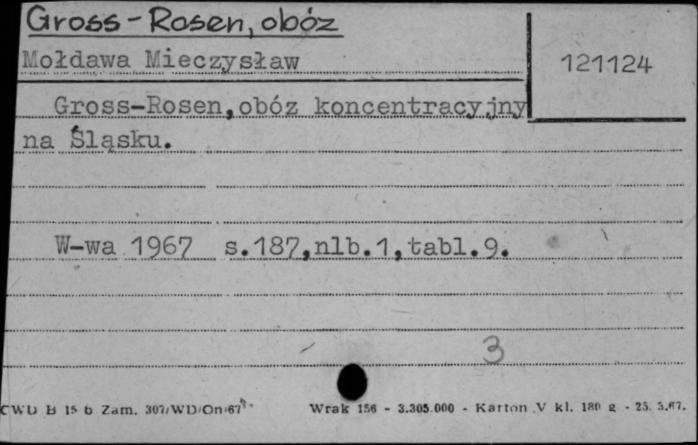 Gross-Rosen, obóz
Mołdawa Mieczysław
121124
Gross-Rosen,obóz koncentracyjny
na Śląsku.
W-wa 1967 s.187,nlb.1,tabl.9.
3
CWD B 15 b Zam. 307/WD/On/67 Wrak 156 - 3.305.000 - Karton V kl. 180 g - 25. 3.67.